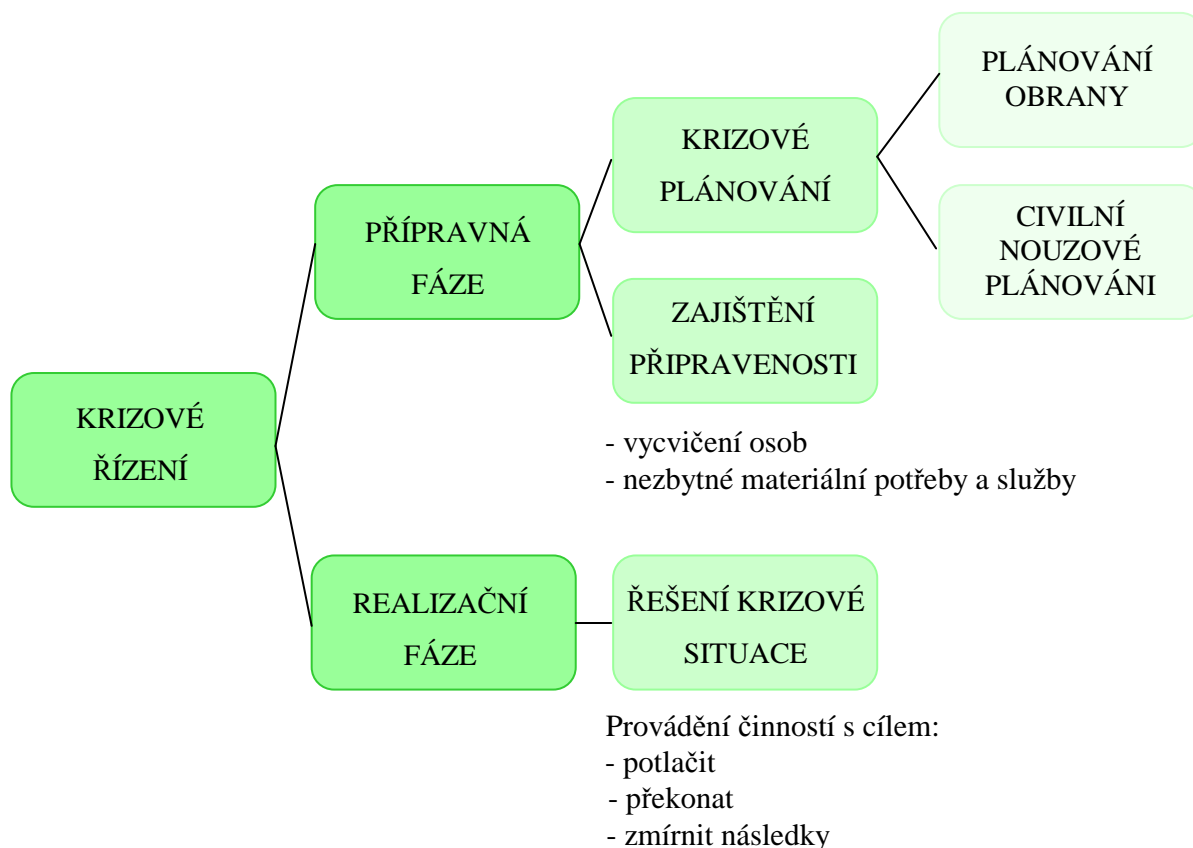 PLÁNOVÁNÍ
OBRANY
KRIZOVÉ
PLÁNOVÁNÍ
CIVILNÍ
NOUZOVÉ
PLÁNOVÁNI
PŘÍPRAVNÁ
FÁZE
ZAJIŠTĚNÍ
PŘIPRAVENOSTI
KRIZOVÉ
ŘÍZENÍ
- vycvičení osob
- nezbytné materiální potřeby a služby
REALIZAČNÍ
FÁZE
ŘEŠENÍ KRIZOVÉ
SITUACE
Provádění činností s cílem:
- potlačit
- překonat
- zmírnit následky